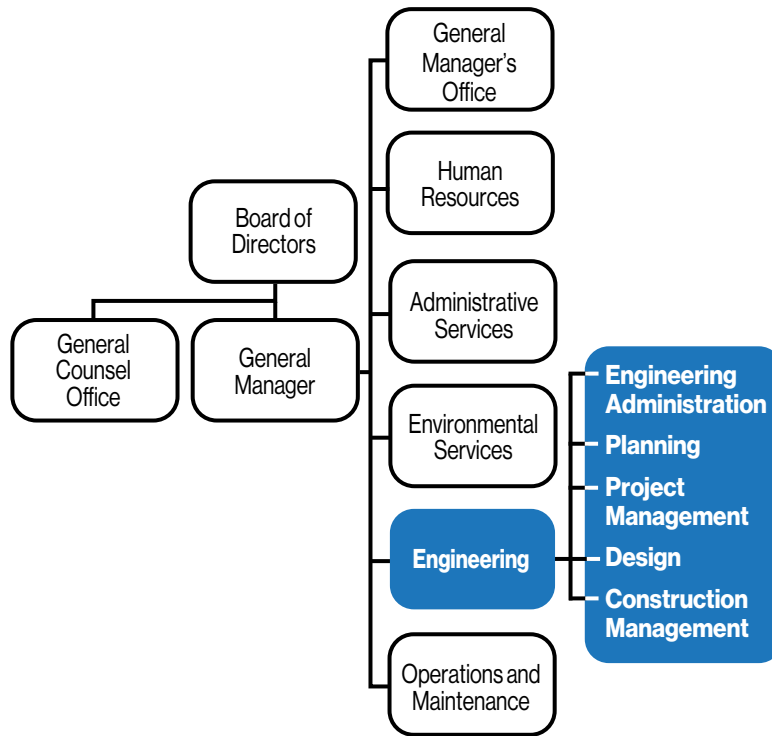 General
Manager’s
Office
Human
Resources
Board of
Directors
Administrative
Services
General
Counsel
Office
General
Manager
Environmental
Services
Engineering
Engineering
Administration
Planning
Project
Management
Design
Construction
Management
Operations and
Maintenance